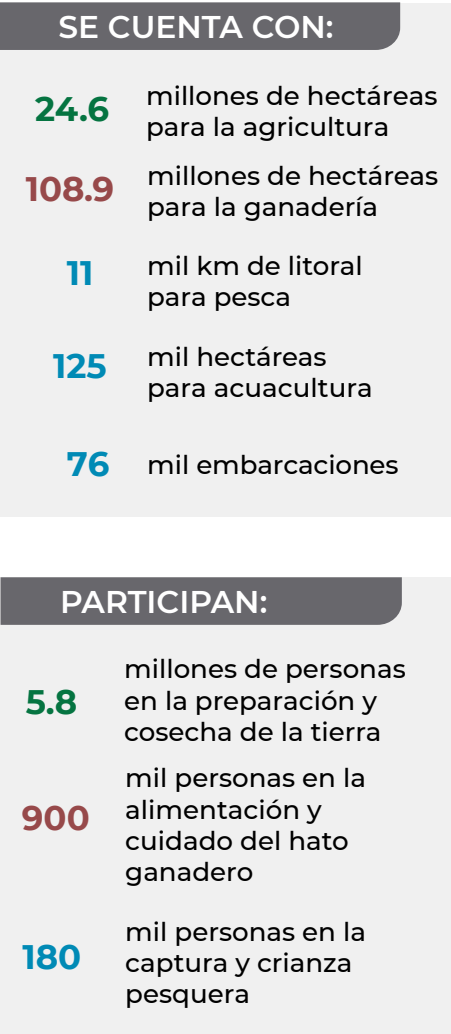 SE CUENTA CON:
24.6 millones de hectáreas
para la agricultura
108.9 millones de hectáreas
para la ganadería
11 mil km de litoral
para pesca
125 mil hectáreas
para acuacultura
76 mil embarcaciones
PARTICIPAN:
millones de personas
5.8 en la preparación y
cosecha de la tierra
mil personas en la
900 alimentación y
cuidado del hato
ganadero
mil personas en la
180 captura y crianza
pesquera